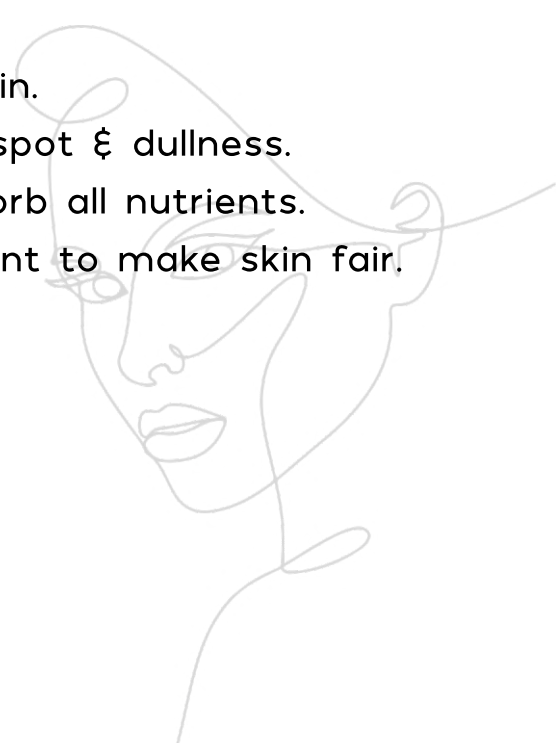 in.
spot & dullness.
orb all nutrients.
nt to make skin fair.